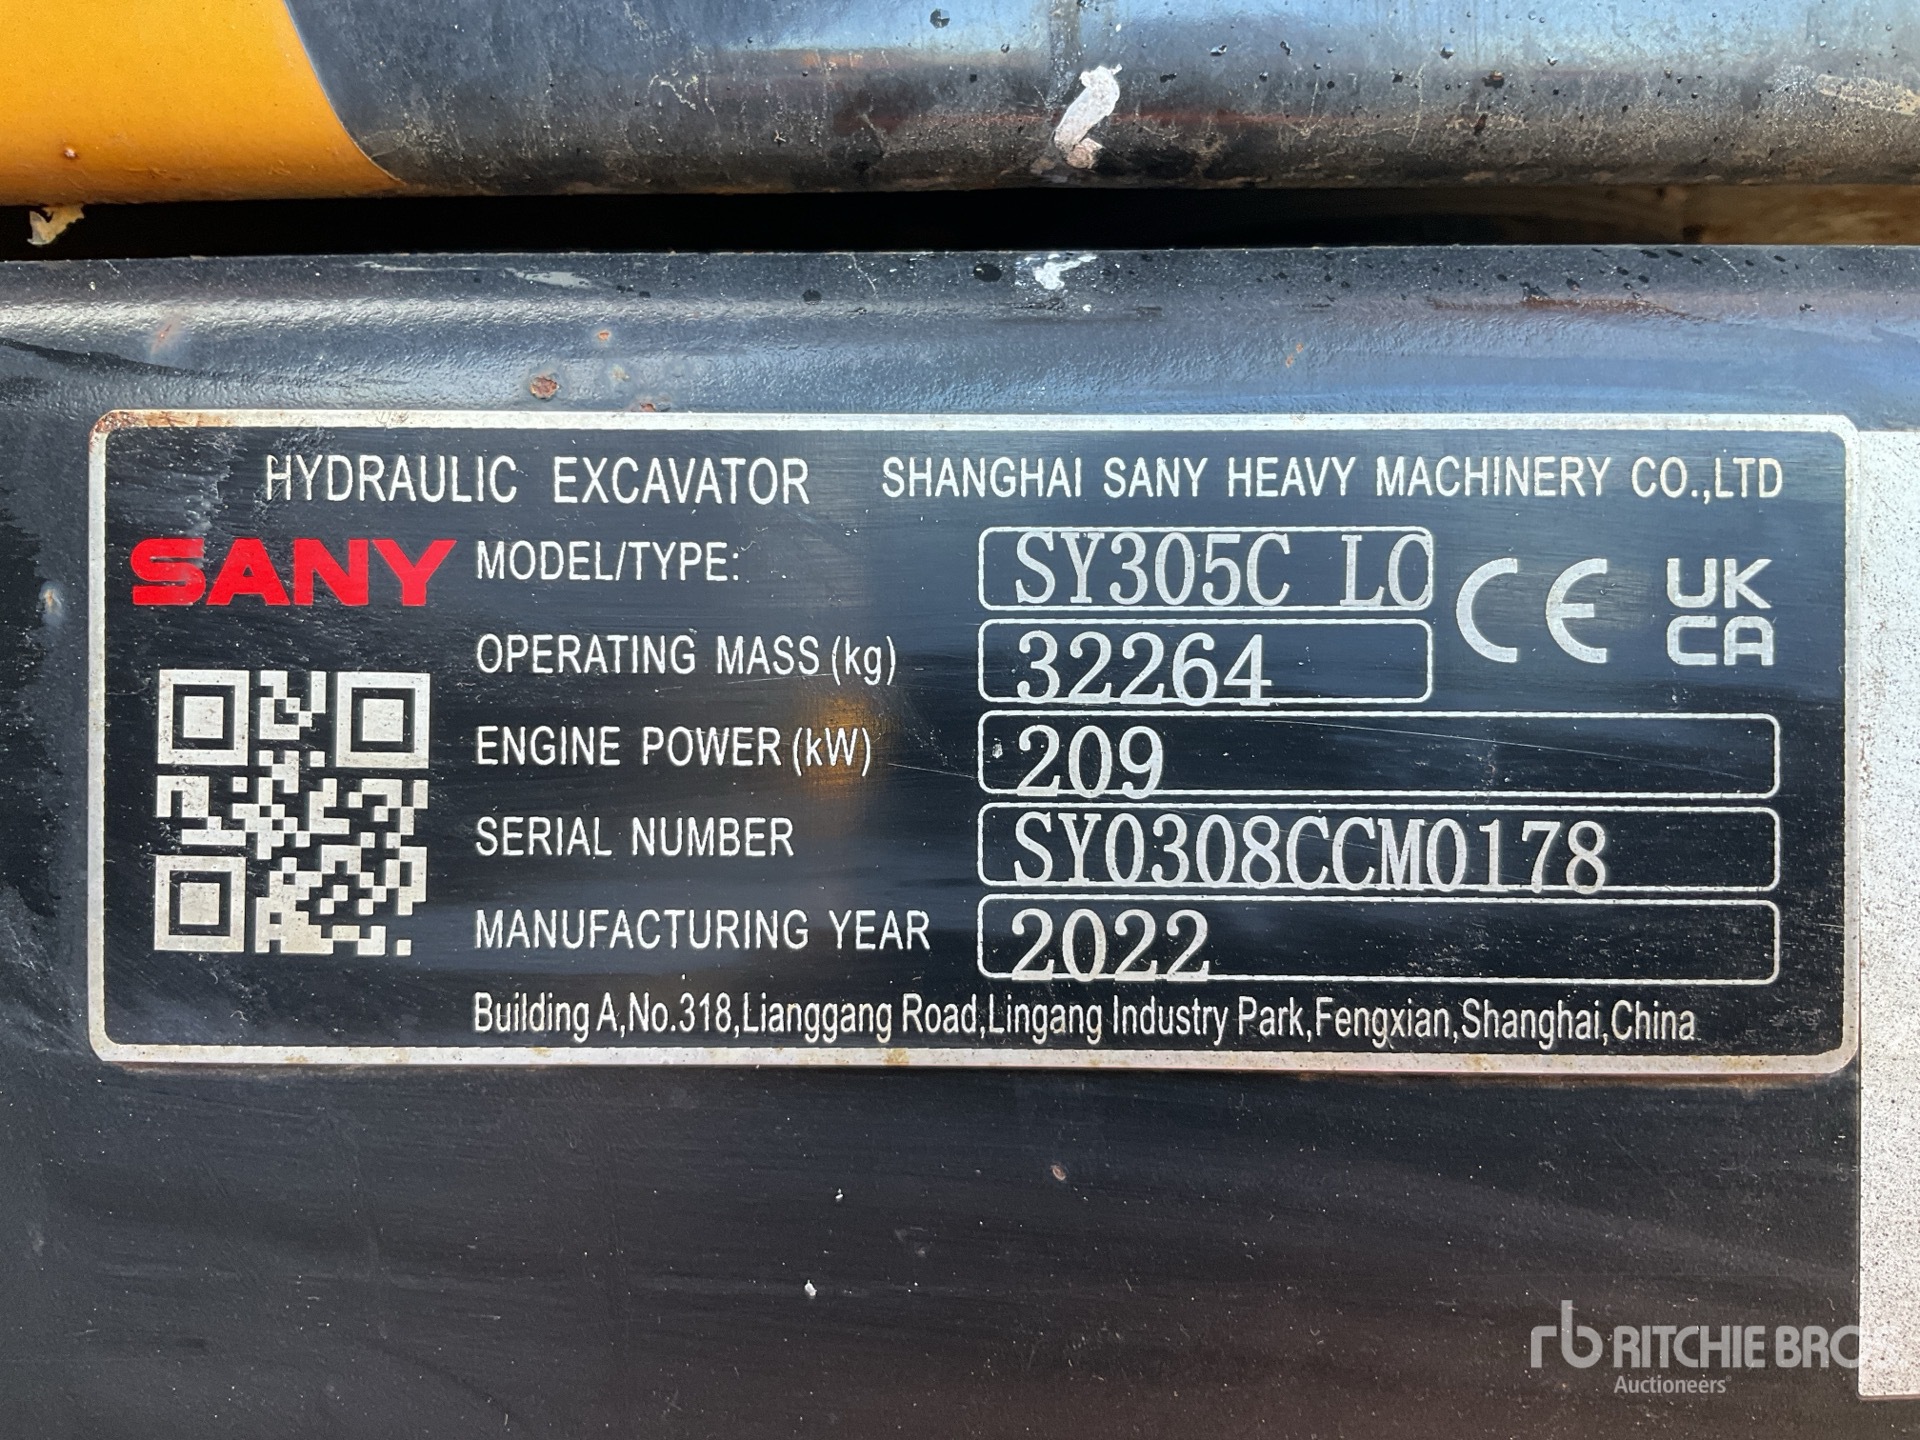 HYDRAULIC EXCAVATOR SHANGHAI SANY HEAVY MACHINERY CO.,LTD
SANY MODEL/TYPE: SY305C LC CE UKCA
OPERATING MASS (kg) 32264
ENGINE POWER (kW) 209
SERIAL NUMBER SY0308CCM0178
MANUFACTURING YEAR 2022
Building A,No.318,Lianggang Road,Lingang Industry Park,Fengxian,Shanghai,China
rb RITCHIE BROS
Auctioneers